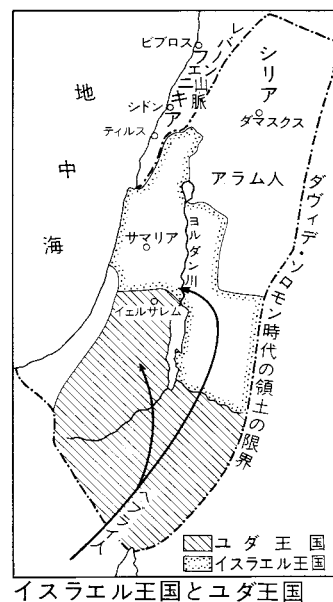 ビブロス
レバノン山脈
フェニキア
シリア
地中海
シドン
ダマスクス
ティルス
アラム人
サマリア
ヨルダン川
イェルサレム
ダヴィデ・ソロモン時代の領土の限界
ヘブライ人
ユダ王国
イスラエル王国
イスラエル王国とユダ王国